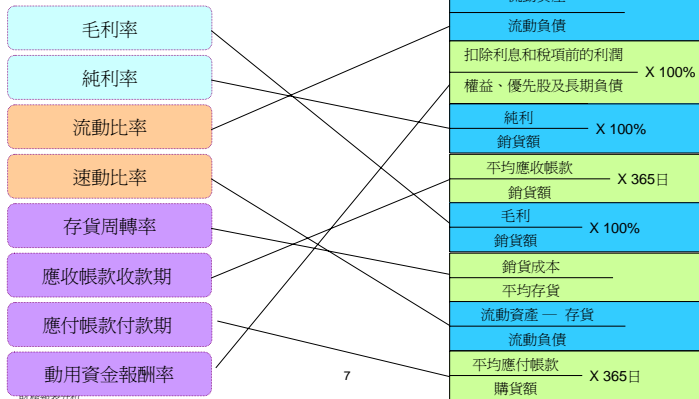 毛利率
純利率
流動比率
速動比率
存貨周轉率
應收帳款收款期
應付帳款付款期
動用資金報酬率
7
流動負債
扣除利息和稅項前的利潤
權益、優先股及長期負債
X 100%
純利
銷貨額
X 100%
平均應收帳款
銷貨額
X 365日
毛利
銷貨額
X 100%
銷貨成本
平均存貨
流動資產 — 存貨
流動負債
平均應付帳款
購貨額
X 365日